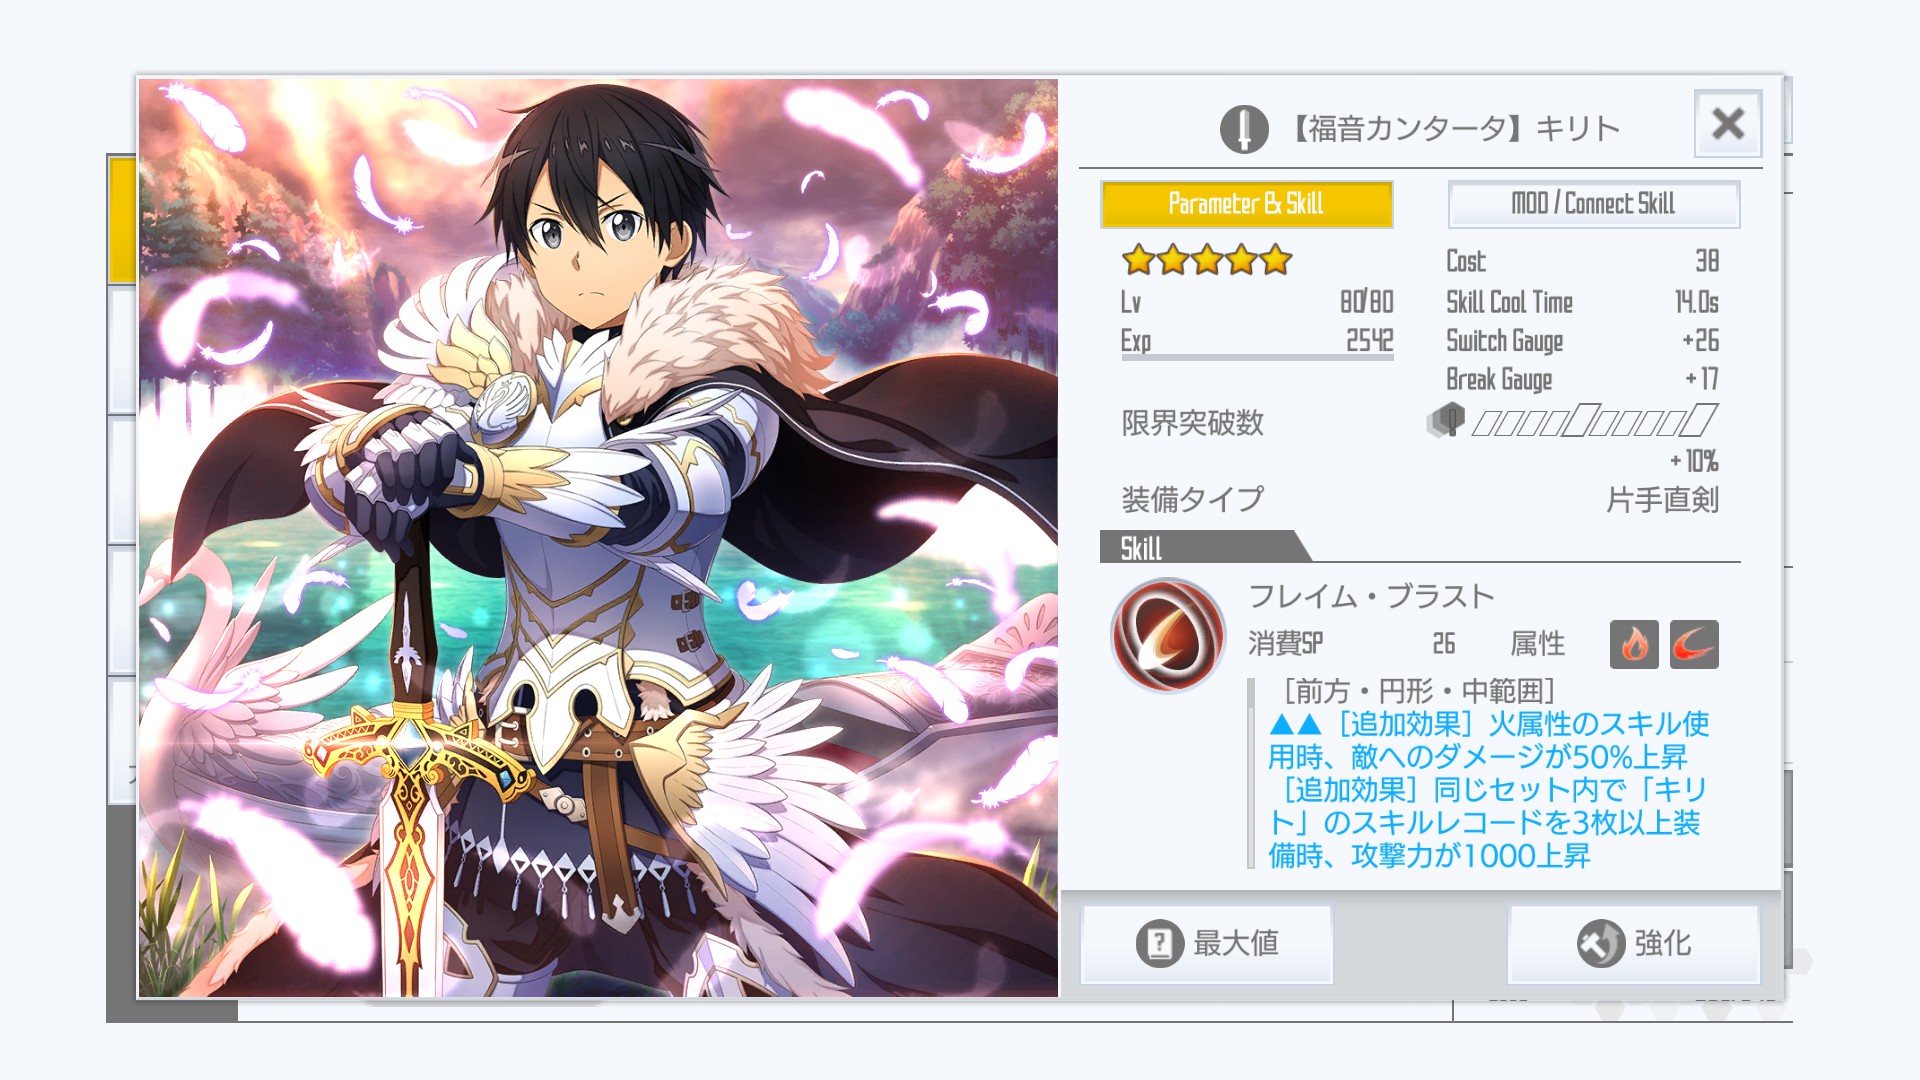 【福音カンタータ】キリト
Parameter & Skill
MOD / Connect Skill
Lv 80/80
Exp 2542
Cost 38
Skill Cool Time 14.0s
Switch Gauge +26
Break Gauge +17
限界突破数
+10%
装備タイプ 片手直剣
Skill
フレイム・ブラスト
消費SP 26 属性
［前方・円形・中範囲］
▲▲［追加効果］火属性のスキル使
用時、敵へのダメージが50%上昇
［追加効果］同じセット内で「キリ
ト」のスキルレコードを3枚以上装
備時、攻撃力が1000上昇
最大値
強化